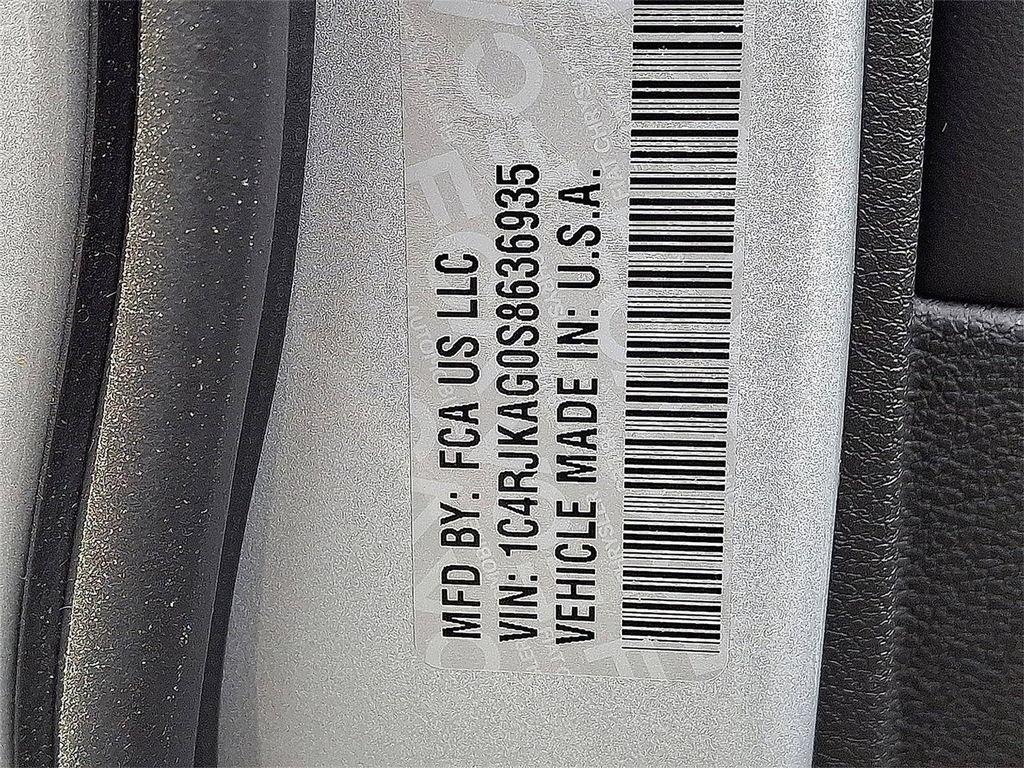 MFD BY: FCA US LLC
VIN: 1C4RJKAG0S8636935
VEHICLE MADE IN: U.S.A.